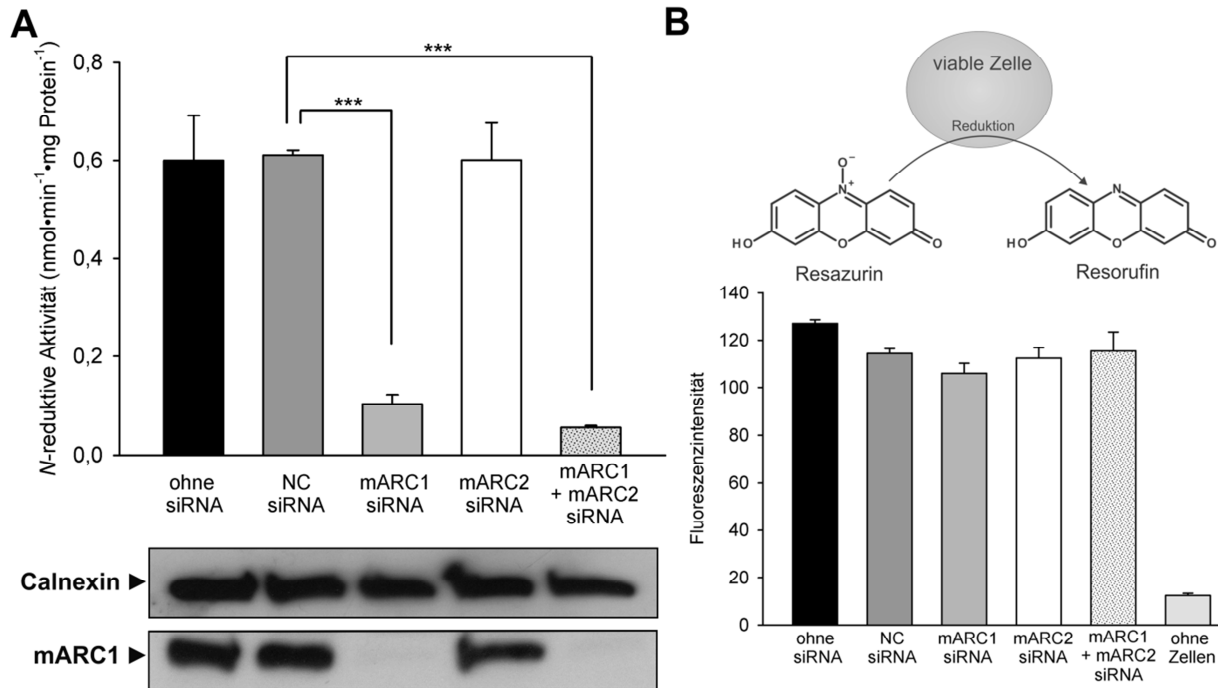 A
N-reduktive Aktivität (nmol•min⁻¹•mg Protein⁻¹)
0,8
0,6
0,4
0,2
0,0
***
***
ohne
siRNA
NC
siRNA
mARC1
siRNA
mARC2
siRNA
mARC1
+ mARC2
siRNA
Calnexin
mARC1
B
viable Zelle
Reduktion
O⁻
N⁺
HO
O
O
Resazurin
N
HO
O
O
Resorufin
Fluoreszenzintensität
140
120
100
80
60
40
20
0
ohne
siRNA
NC
siRNA
mARC1
siRNA
mARC2
siRNA
mARC1
+ mARC2
siRNA
ohne
Zellen